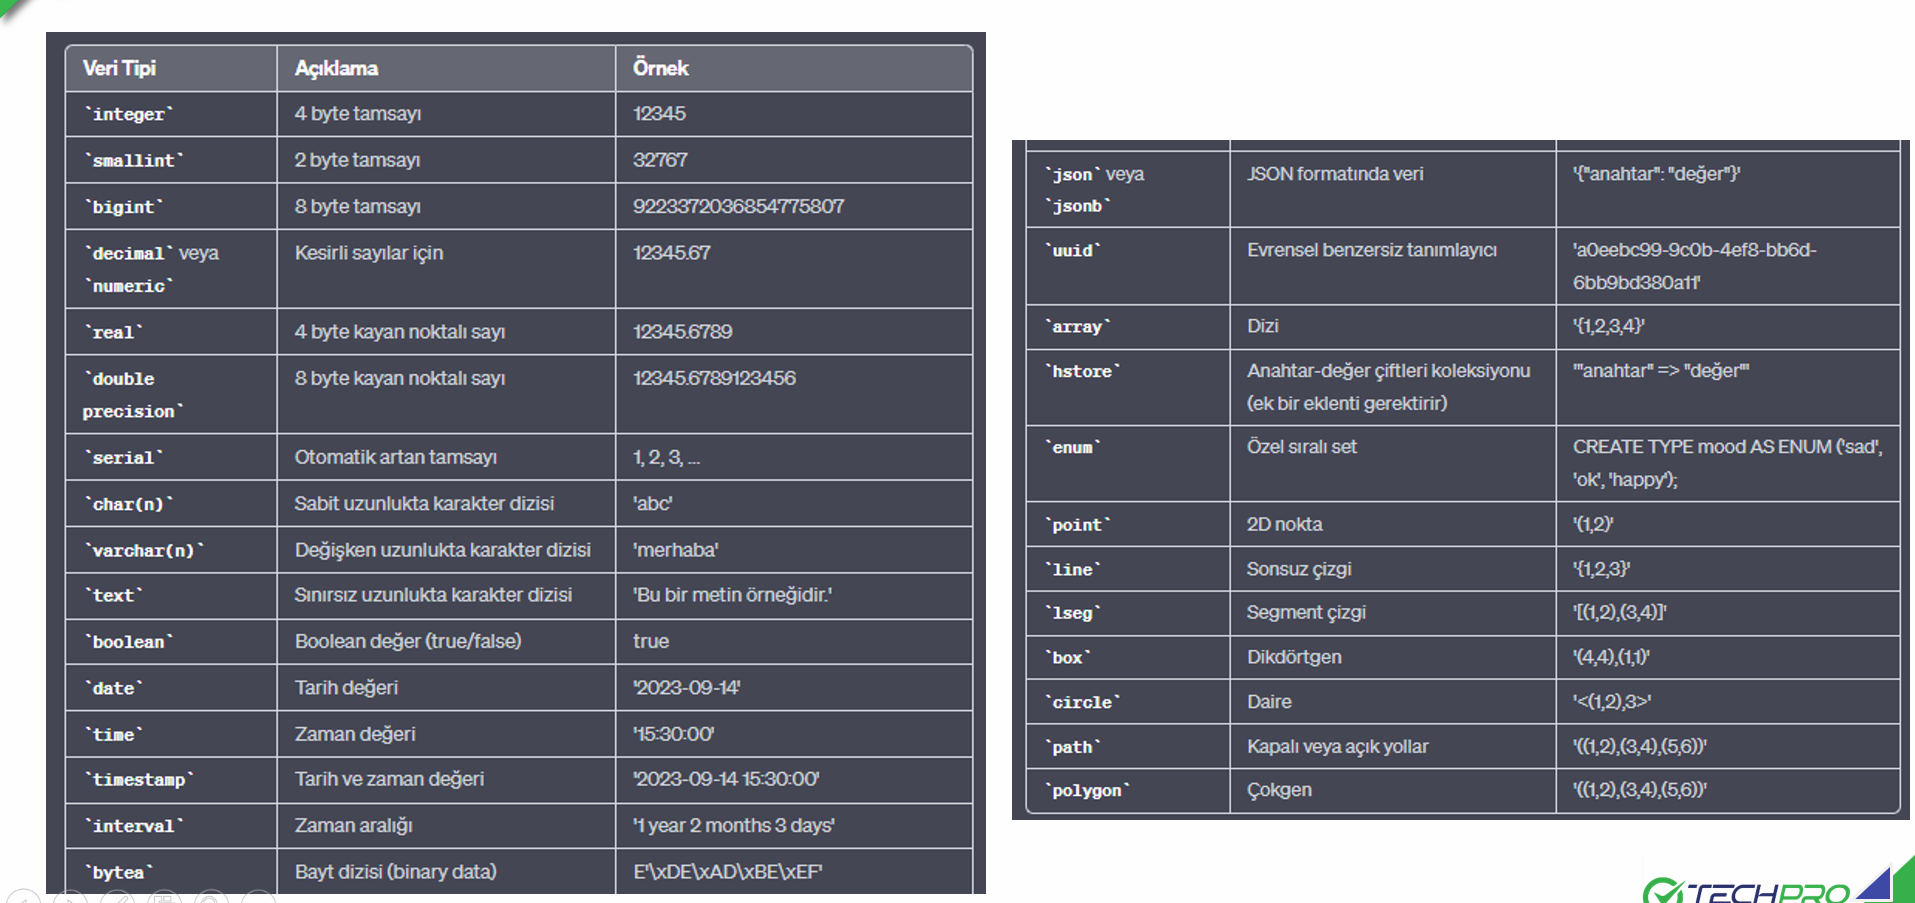 Veri Tipi Açıklama Örnek
`integer` 4 byte tamsayı 12345
`smallint` 2 byte tamsayı 32767
`bigint` 8 byte tamsayı 9223372036854775807
`decimal` veya Kesirli sayılar için 12345.67
`numeric`
`real` 4 byte kayan noktalı sayı 12345.6789
`double 8 byte kayan noktalı sayı 12345.6789123456
precision`
`serial` Otomatik artan tamsayı 1, 2, 3, ...
`char(n)` Sabit uzunlukta karakter dizisi 'abc'
`varchar(n)` Değişken uzunlukta karakter dizisi 'merhaba'
`text` Sınırsız uzunlukta karakter dizisi 'Bu bir metin örneğidir.'
`boolean` Boolean değer (true/false) true
`date` Tarih değeri '2023-09-14'
`time` Zaman değeri '15:30:00'
`timestamp` Tarih ve zaman değeri '2023-09-14 15:30:00'
`interval` Zaman aralığı '1 year 2 months 3 days'
`bytea` Bayt dizisi (binary data) E'\\xDE\\xAD\\xBE\\xEF'
`json` veya JSON formatında veri '{"anahtar": "değer"}'
`jsonb`
`uuid` Evrensel benzersiz tanımlayıcı 'a0eebc99-9c0b-4ef8-bb6d-
6bb9bd380a11'
`array` Dizi '{1,2,3,4}'
`hstore` Anahtar-değer çiftleri koleksiyonu '"anahtar" => "değer"'
(ek bir eklenti gerektirir)
`enum` Özel sıralı set CREATE TYPE mood AS ENUM ('sad',
'ok', 'happy');
`point` 2D nokta '(1,2)'
`line` Sonsuz çizgi '{1,2,3}'
`lseg` Segment çizgi '[(1,2),(3,4)]'
`box` Dikdörtgen '(4,4),(1,1)'
`circle` Daire '<(1,2),3>'
`path` Kapalı veya açık yollar '((1,2),(3,4),(5,6))'
`polygon` Çokgen '((1,2),(3,4),(5,6))'
TECHPRO